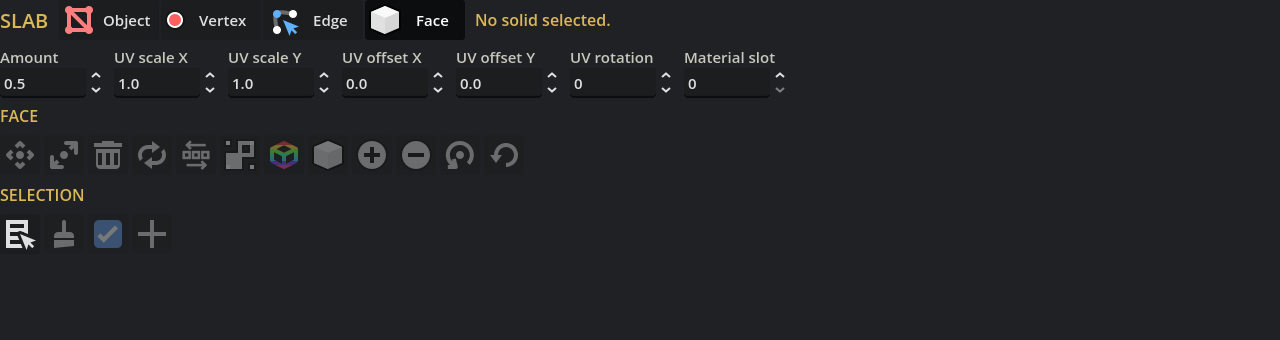 SLAB Object Vertex Edge Face No solid selected.
Amount UV scale X UV scale Y UV offset X UV offset Y UV rotation Material slot
0.5 1.0 1.0 0.0 0.0 0 0
FACE
SELECTION